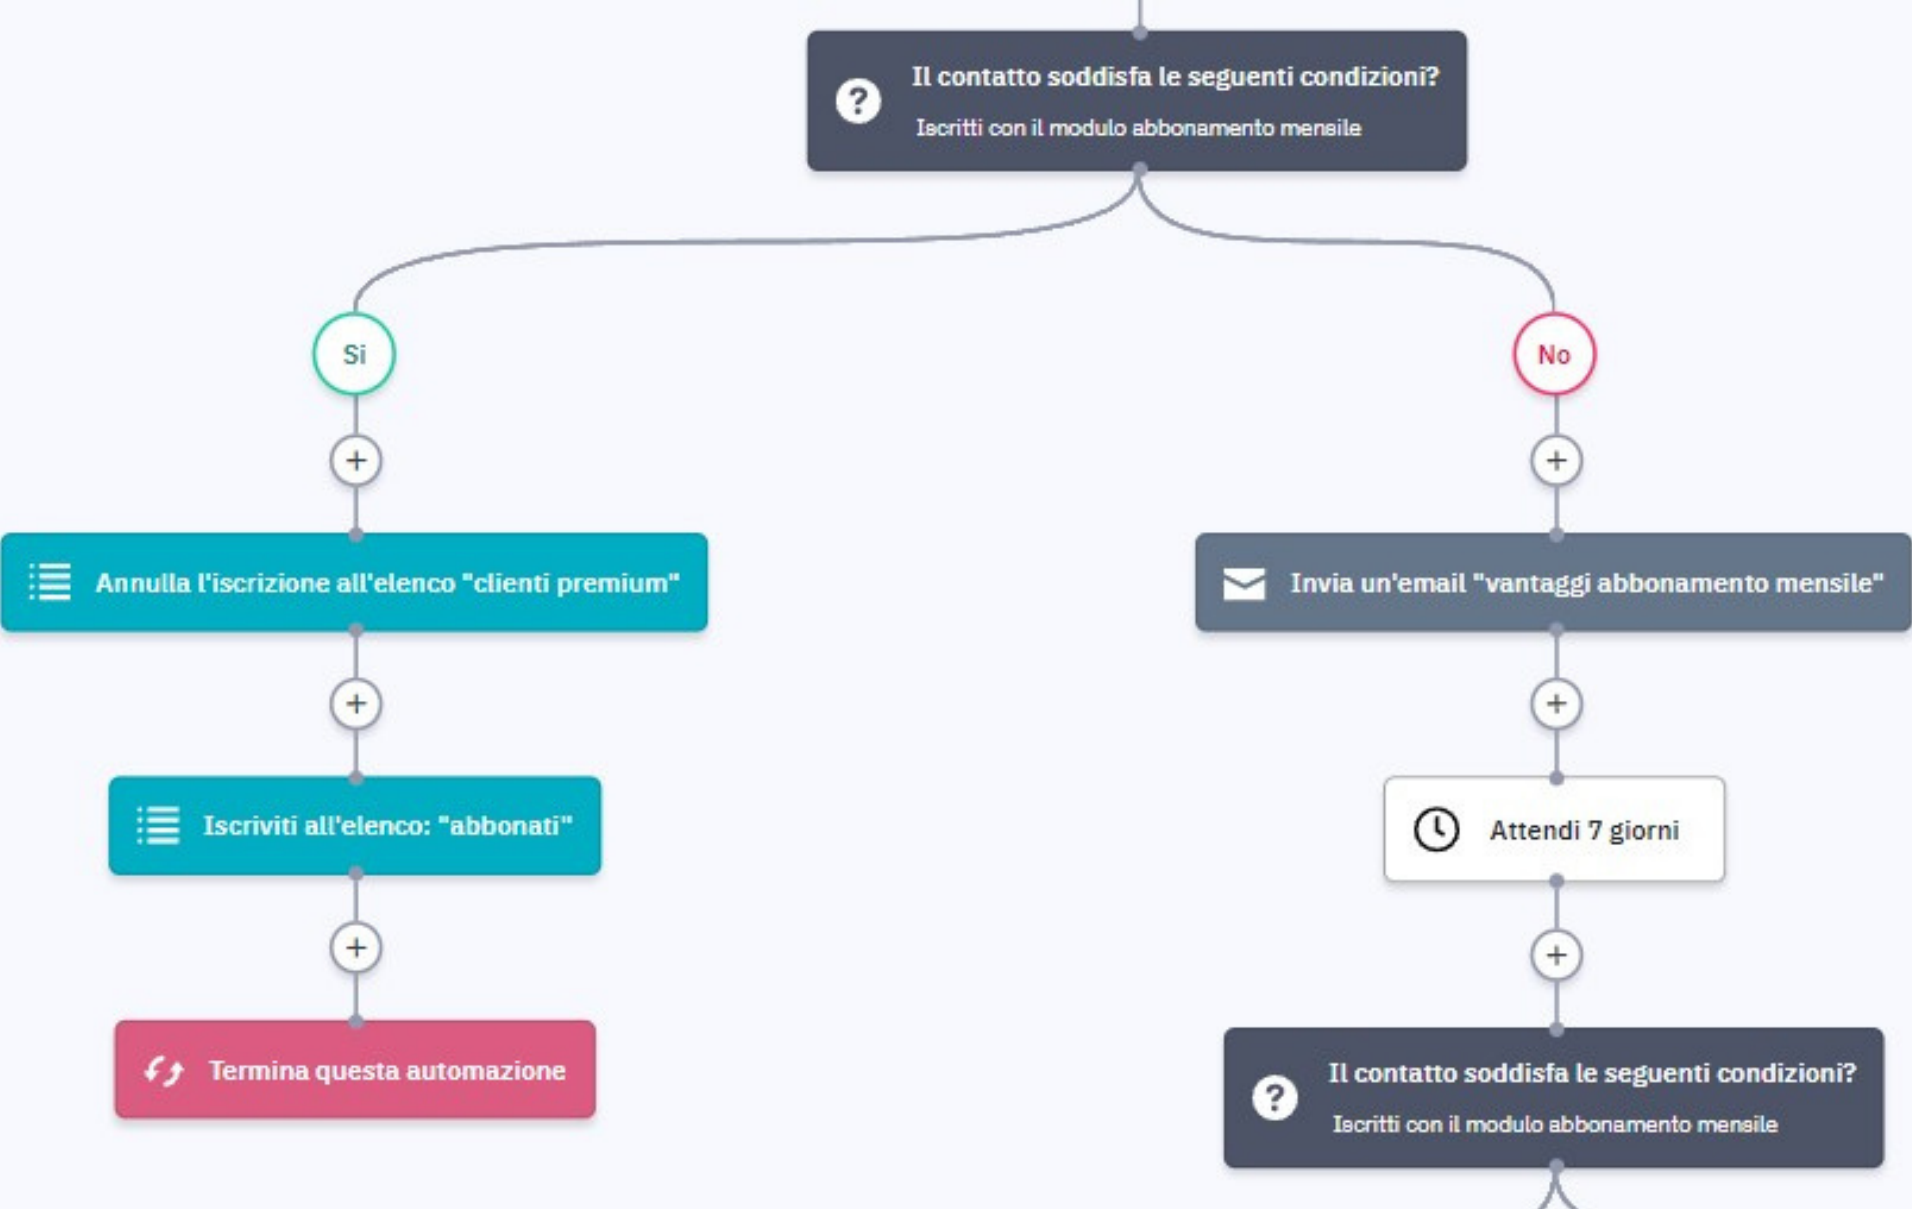 Il contatto soddisfa le seguenti condizioni?
Iscritti con il modulo abbonamento mensile
Si
No
+
+
Annulla l'iscrizione all'elenco "clienti premium"
Invia un'email "vantaggi abbonamento mensile"
+
+
Iscriviti all'elenco: "abbonati"
Attendi 7 giorni
+
+
Termina questa automazione
Il contatto soddisfa le seguenti condizioni?
Iscritti con il modulo abbonamento mensile